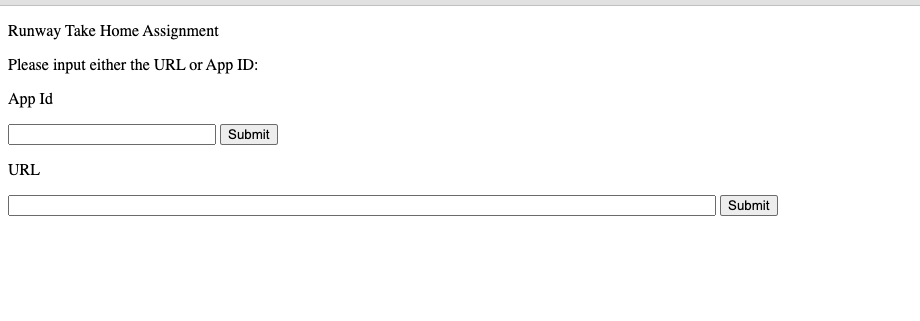 Runway Take Home Assignment
Please input either the URL or App ID:
App Id
Submit
URL
Submit